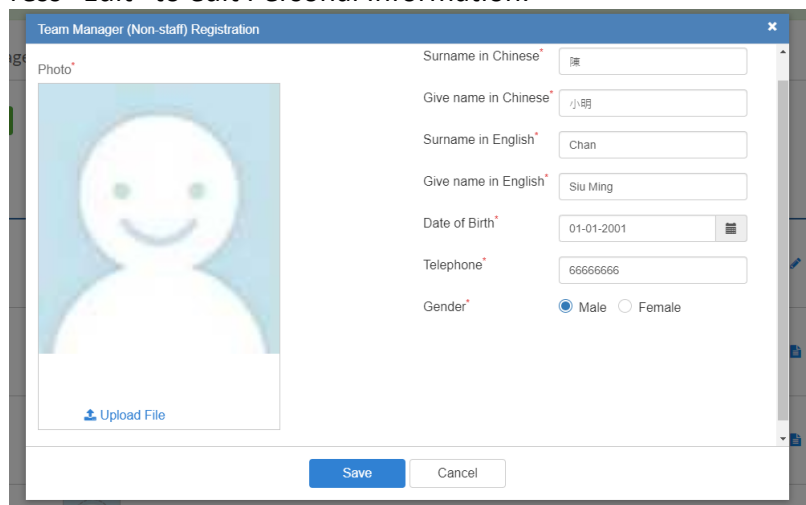 Team Manager (Non-staff) Registration ×
Photo*
Surname in Chinese* 陳
Give name in Chinese* 小明
Surname in English* Chan
Give name in English* Siu Ming
Date of Birth* 01-01-2001
Telephone* 66666666
Gender* Male Female
Upload File
Save Cancel